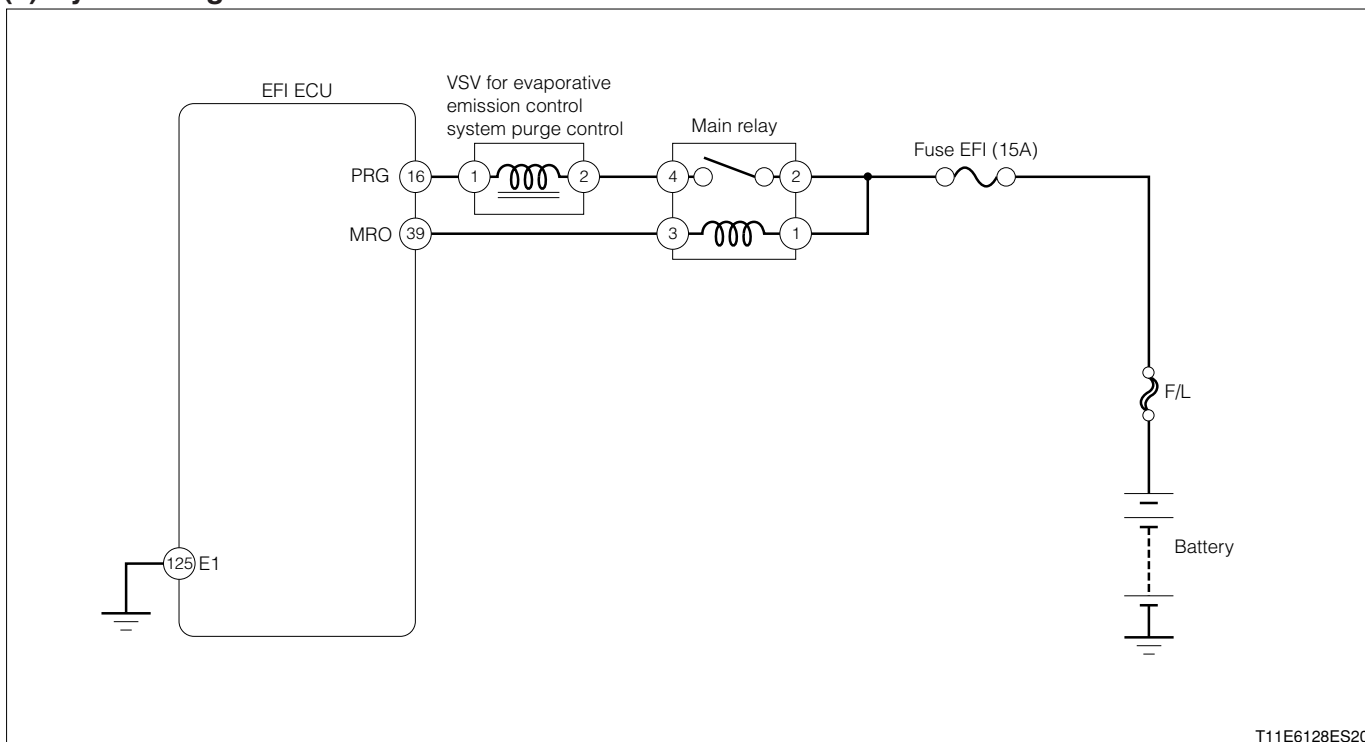 EFI ECU
VSV for evaporative
emission control
system purge control
Main relay
Fuse EFI (15A)
PRG 16 1 2 4 2
MRO 39 3 1
F/L
Battery
125 E1
T11E6128ES20